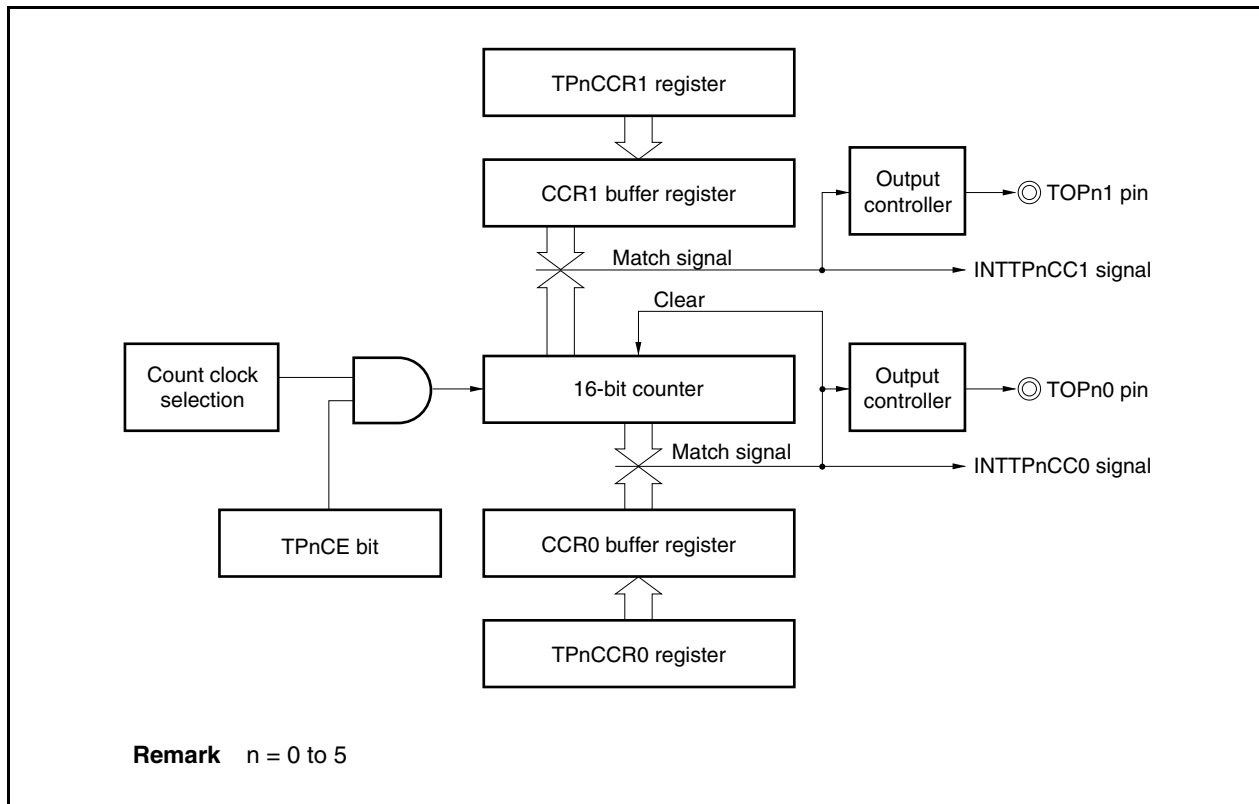 TPnCCR1 register
CCR1 buffer register
Output
controller
TOPn1 pin
Match signal
INTTPnCC1 signal
Clear
Count clock
selection
16-bit counter
Output
controller
TOPn0 pin
Match signal
INTTPnCC0 signal
TPnCE bit
CCR0 buffer register
TPnCCR0 register
Remark n = 0 to 5